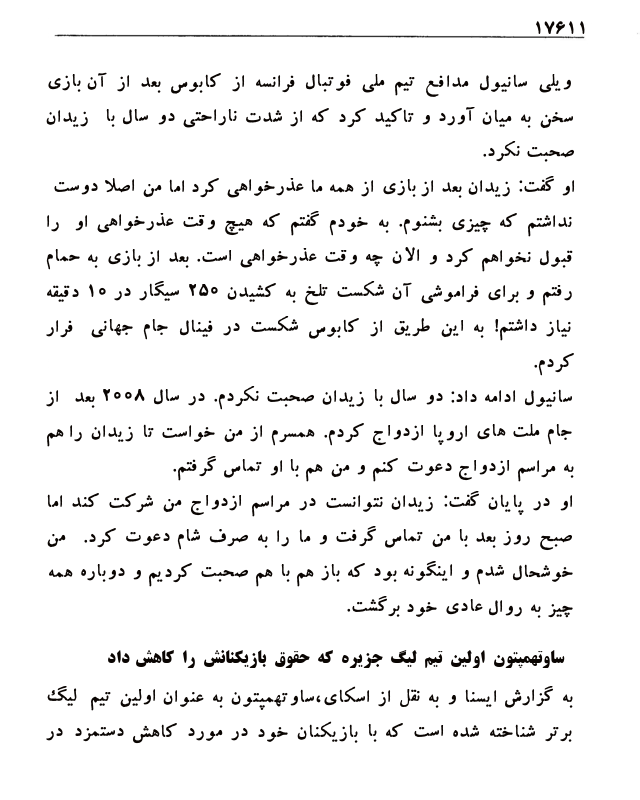 ۱۷۶۱۱
ویلی سانیول مدافع تیم ملی فوتبال فرانسه از کابوس بعد از آن بازی
سخن به میان آورد و تاکید کرد که از شدت ناراحتی دو سال با زیدان
صحبت نکرد.
او گفت: زیدان بعد از بازی از همه ما عذرخواهی کرد اما من اصلا دوست
نداشتم که چیزی بشنوم. به خودم گفتم که هیچ وقت عذرخواهی او را
قبول نخواهم کرد و الان چه وقت عذرخواهی است. بعد از بازی به حمام
رفتم و برای فراموشی آن شکست تلخ به کشیدن ۲۵۰ سیگار در ۱۰ دقیقه
نیاز داشتم! به این طریق از کابوس شکست در فینال جام جهانی فرار
کردم.
سانیول ادامه داد: دو سال با زیدان صحبت نکردم. در سال ۲۰۰۸ بعد از
جام ملت های اروپا ازدواج کردم. همسرم از من خواست تا زیدان را هم
به مراسم ازدواج دعوت کنم و من هم با او تماس گرفتم.
او در پایان گفت: زیدان نتوانست در مراسم ازدواج من شرکت کند اما
صبح روز بعد با من تماس گرفت و ما را به صرف شام دعوت کرد. من
خوشحال شدم و اینگونه بود که باز هم با هم صحبت کردیم و دوباره همه
چیز به روال عادی خود برگشت.
ساوتهمپتون اولین تیم لیگ جزیره که حقوق بازیکنانش را کاهش داد
به گزارش ایسنا و به نقل از اسکای،ساوتهمپتون به عنوان اولین تیم لیگ
برتر شناخته شده است که با بازیکنان خود در مورد کاهش دستمزد در